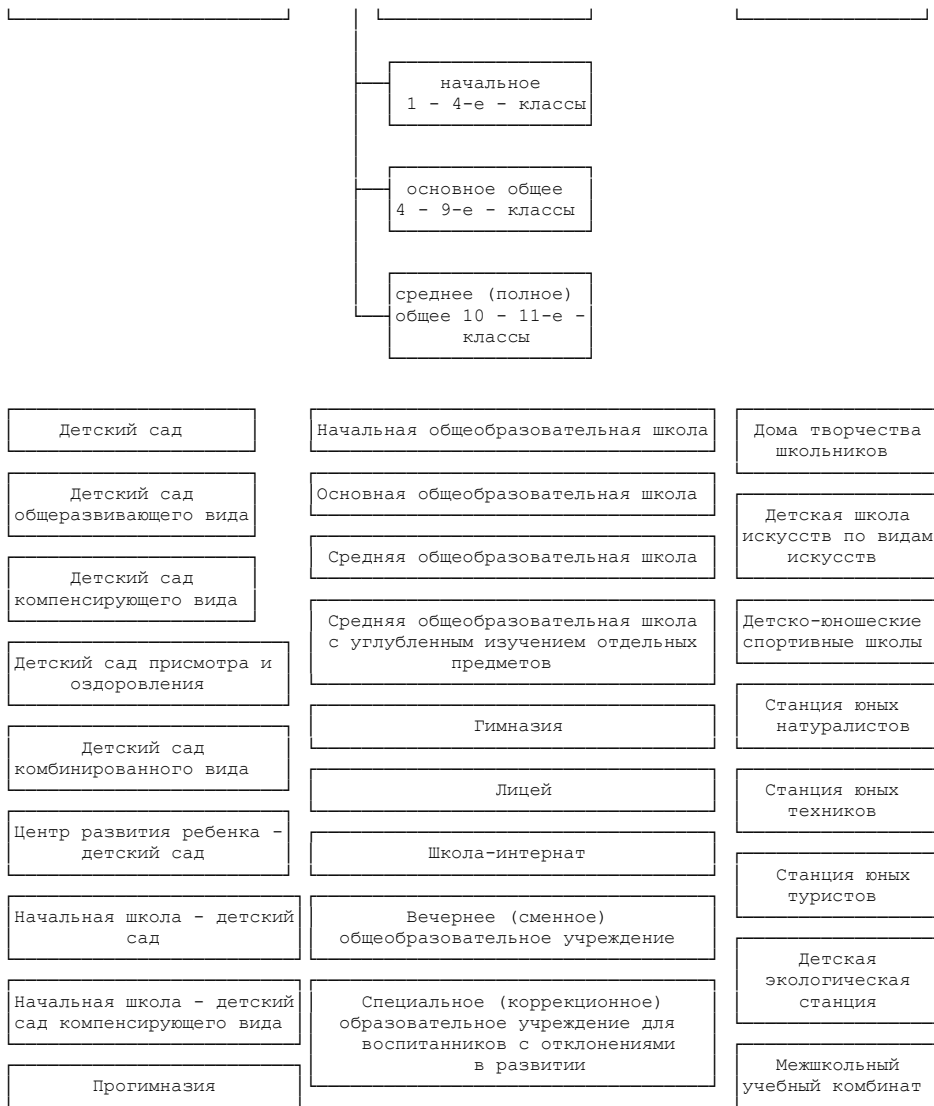 начальное
1 - 4-е - классы
основное общее
4 - 9-е - классы
среднее (полное)
общее 10 - 11-е -
классы
Детский сад
Детский сад
общеразвивающего вида
Детский сад
компенсирующего вида
Детский сад присмотра и
оздоровления
Детский сад
комбинированного вида
Центр развития ребенка -
детский сад
Начальная школа - детский
сад
Начальная школа - детский
сад компенсирующего вида
Прогимназия
Начальная общеобразовательная школа
Основная общеобразовательная школа
Средняя общеобразовательная школа
Средняя общеобразовательная школа
с углубленным изучением отдельных
предметов
Гимназия
Лицей
Школа-интернат
Вечернее (сменное)
общеобразовательное учреждение
Специальное (коррекционное)
образовательное учреждение для
воспитанников с отклонениями
в развитии
Дома творчества
школьников
Детская школа
искусств по видам
искусств
Детско-юношеские
спортивные школы
Станция юных
натуралистов
Станция юных
техников
Станция юных
туристов
Детская
экологическая
станция
Межшкольный
учебный комбинат